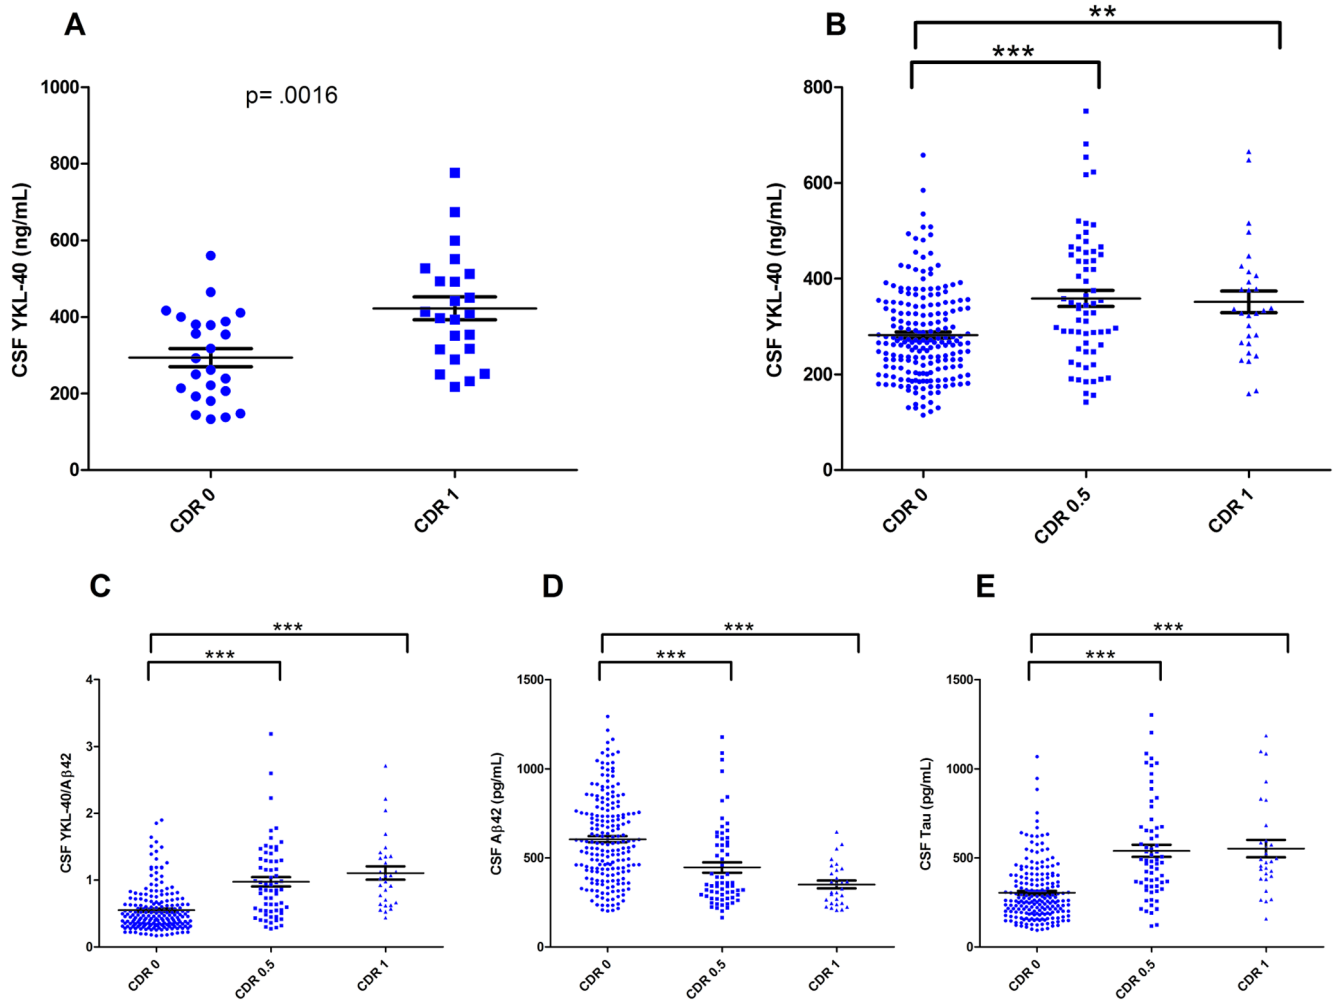 A
p= .0016
CSF YKL-40 (ng/mL)
1000
800
600
400
200
0
CDR 0
CDR 1
B
**
***
CSF YKL-40 (ng/mL)
800
600
400
200
0
CDR 0
CDR 0.5
CDR 1
C
***
***
CSF YKL-40/Aβ42
4
3
2
1
0
CDR 0
CDR 0.5
CDR 1
D
***
***
CSF Aβ42 (pg/mL)
1500
1000
500
0
CDR 0
CDR 0.5
CDR 1
E
***
***
CSF Tau (pg/mL)
1500
1000
500
0
CDR 0
CDR 0.5
CDR 1